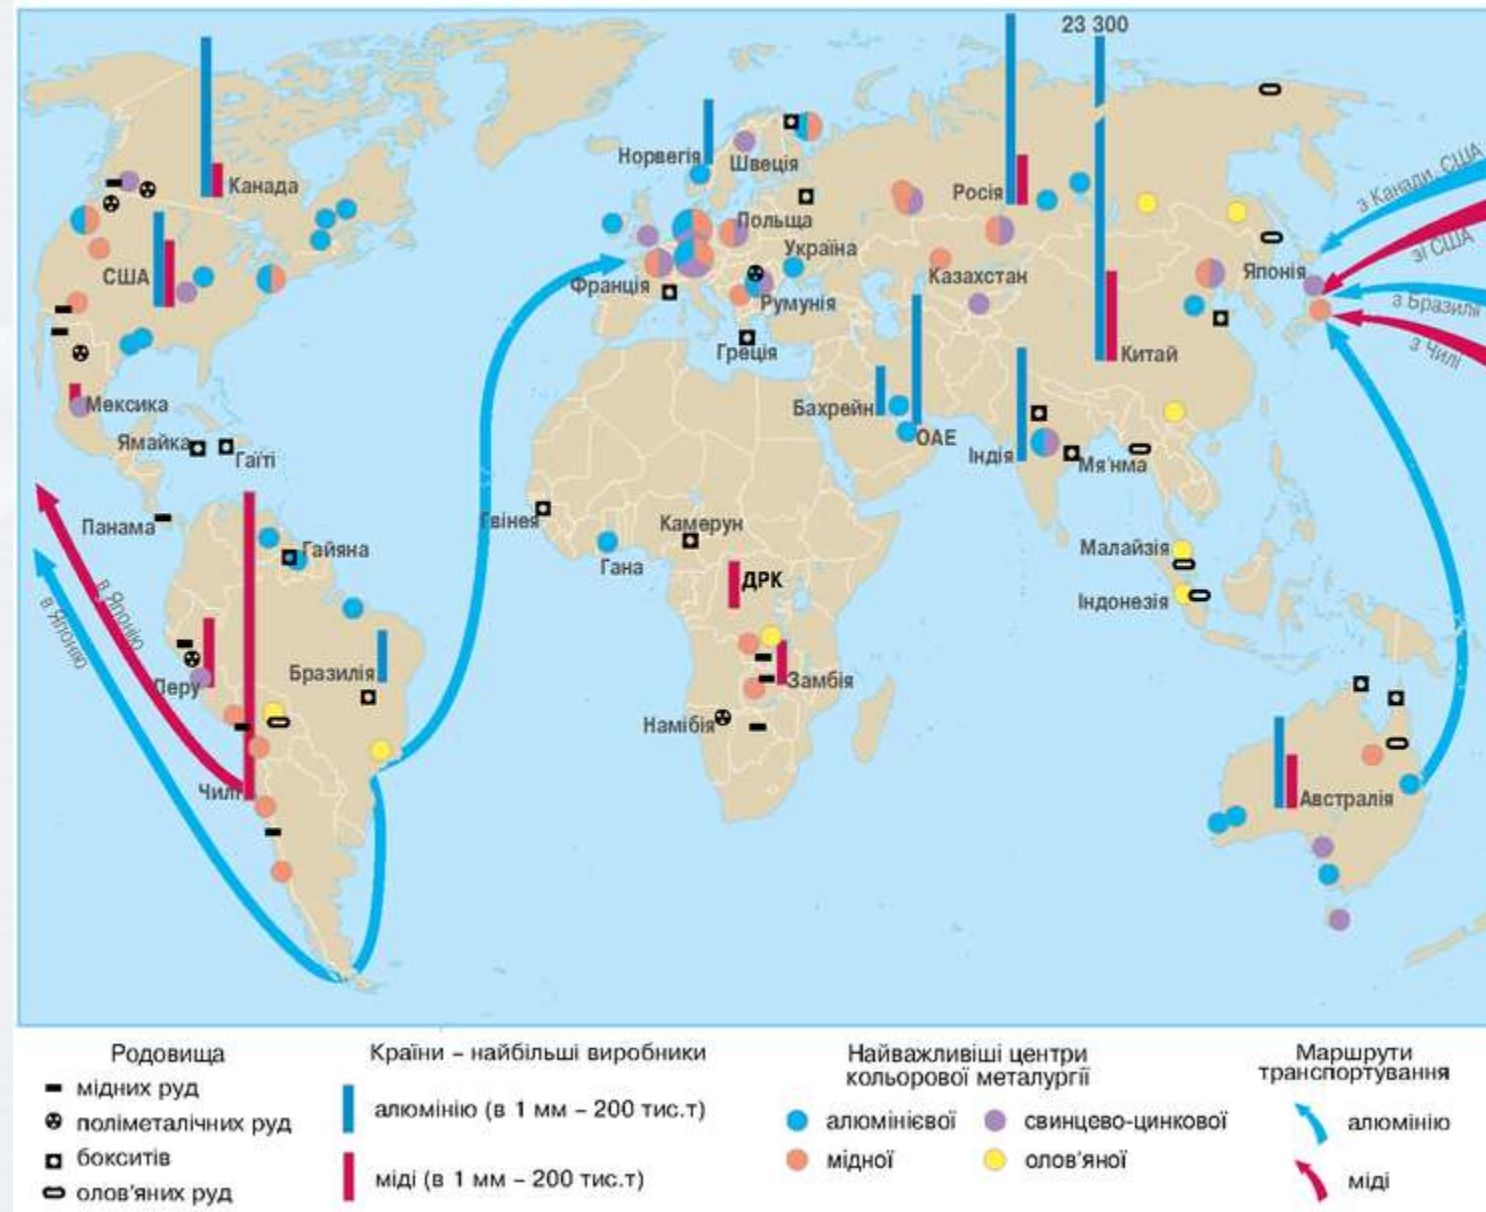 23 300
Канада
США
Мексика
Ямайка
Гаїті
Панама
Гайяна
Перу
Бразилія
Чилі
в Японію
в Японію
Норвегія
Швеція
Польща
Україна
Франція
Румунія
Греція
Росія
Казахстан
Китай
Японія
з Канади, США
зі США
з Бразилії
з Чилі
Бахрейн
ОАЕ
Індія
М'янма
Гвінея
Гана
Камерун
ДРК
Замбія
Намібія
Малайзія
Індонезія
Австралія
Родовища
мідних руд
поліметалічних руд
бокситів
олов'яних руд
Країни – найбільші виробники
алюмінію (в 1 мм – 200 тис.т)
міді (в 1 мм – 200 тис.т)
Найважливіші центри
кольорової металургії
алюмінієвої
мідної
свинцево-цинкової
олов'яної
Маршрути
транспортування
алюмінію
міді